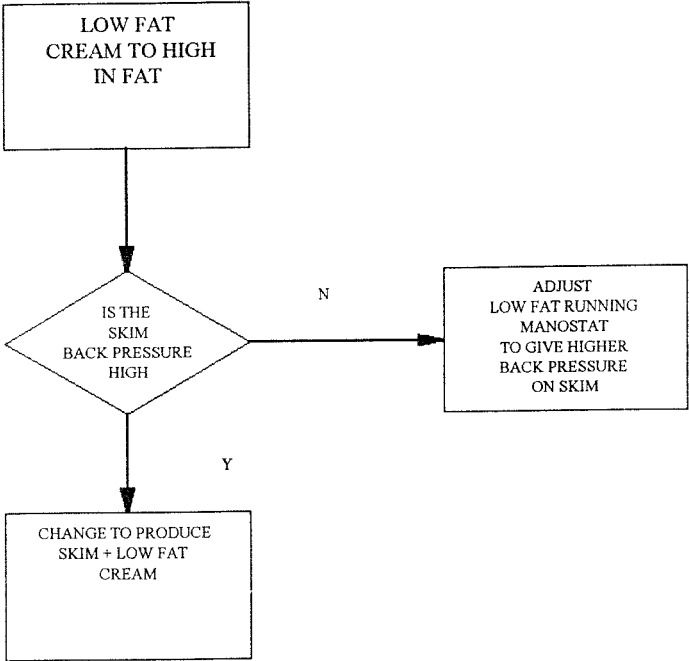 LOW FAT
CREAM TO HIGH
IN FAT
IS THE
SKIM
BACK PRESSURE
HIGH
N
ADJUST
LOW FAT RUNNING
MANOSTAT
TO GIVE HIGHER
BACK PRESSURE
ON SKIM
Y
CHANGE TO PRODUCE
SKIM + LOW FAT
CREAM